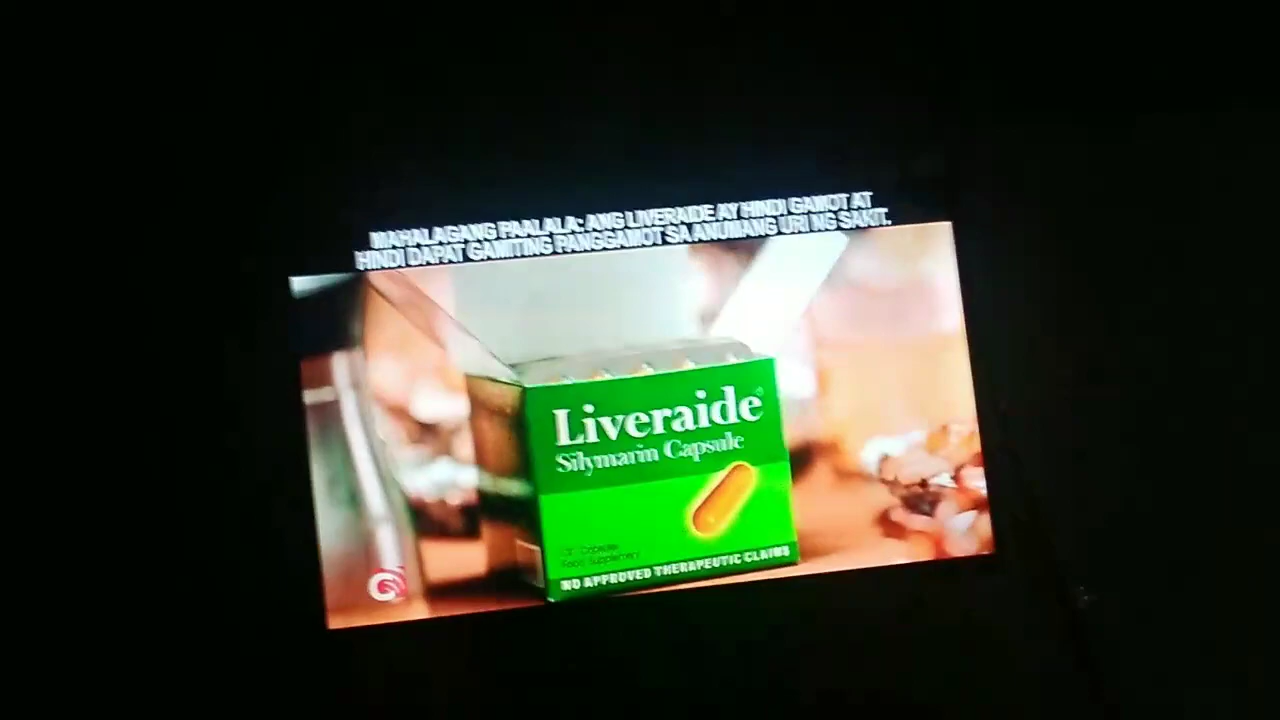 MAHALAGANG PAALALA: ANG LIVERAIDE AY HINDI GAMOT AT
HINDI DAPAT GAMITING PANGGAMOT SA ANUMANG URI NG SAKIT.
Liveraide
Silymarin Capsule
Capsules
Food Supplement
NO APPROVED THERAPEUTIC CLAIMS